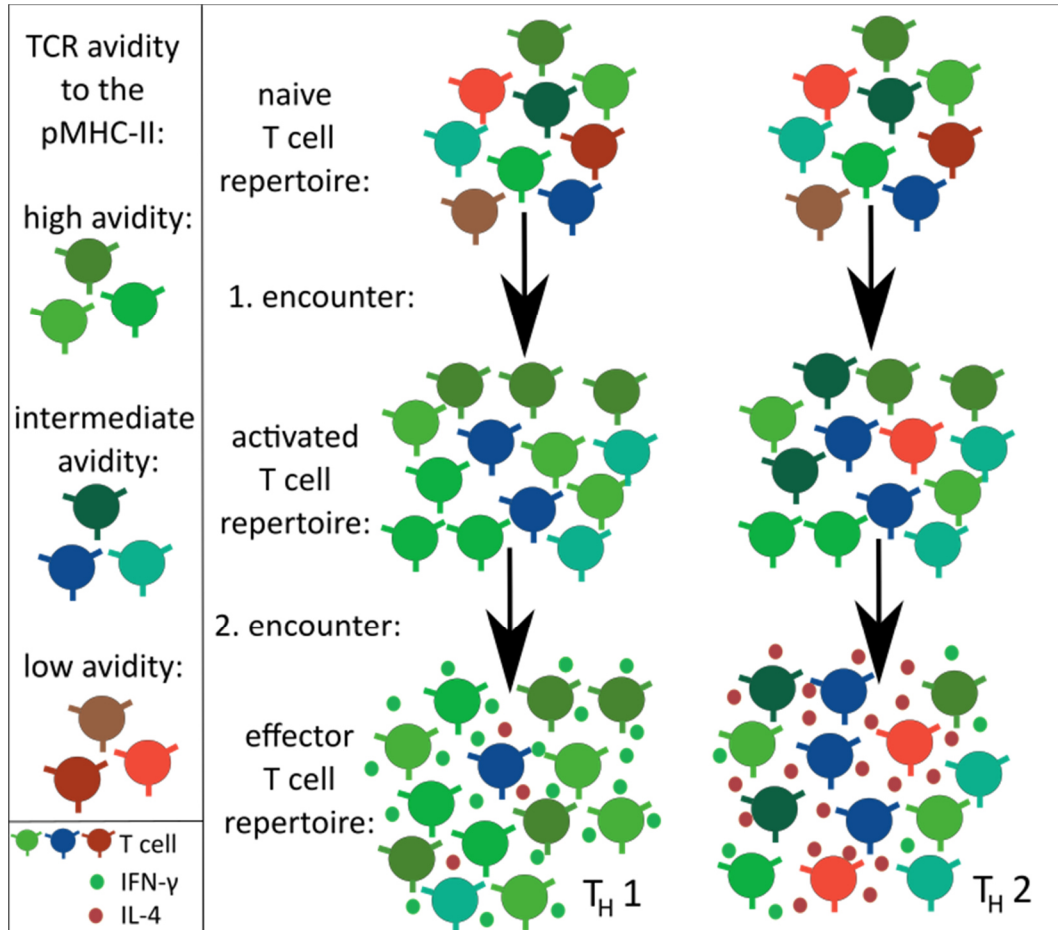 TCR avidity
to the
pMHC-II:
high avidity:
intermediate
avidity:
low avidity:
T cell
IFN-γ
IL-4
naive
T cell
repertoire:
1. encounter:
activated
T cell
repertoire:
2. encounter:
effector
T cell
repertoire:
TH 1
TH 2